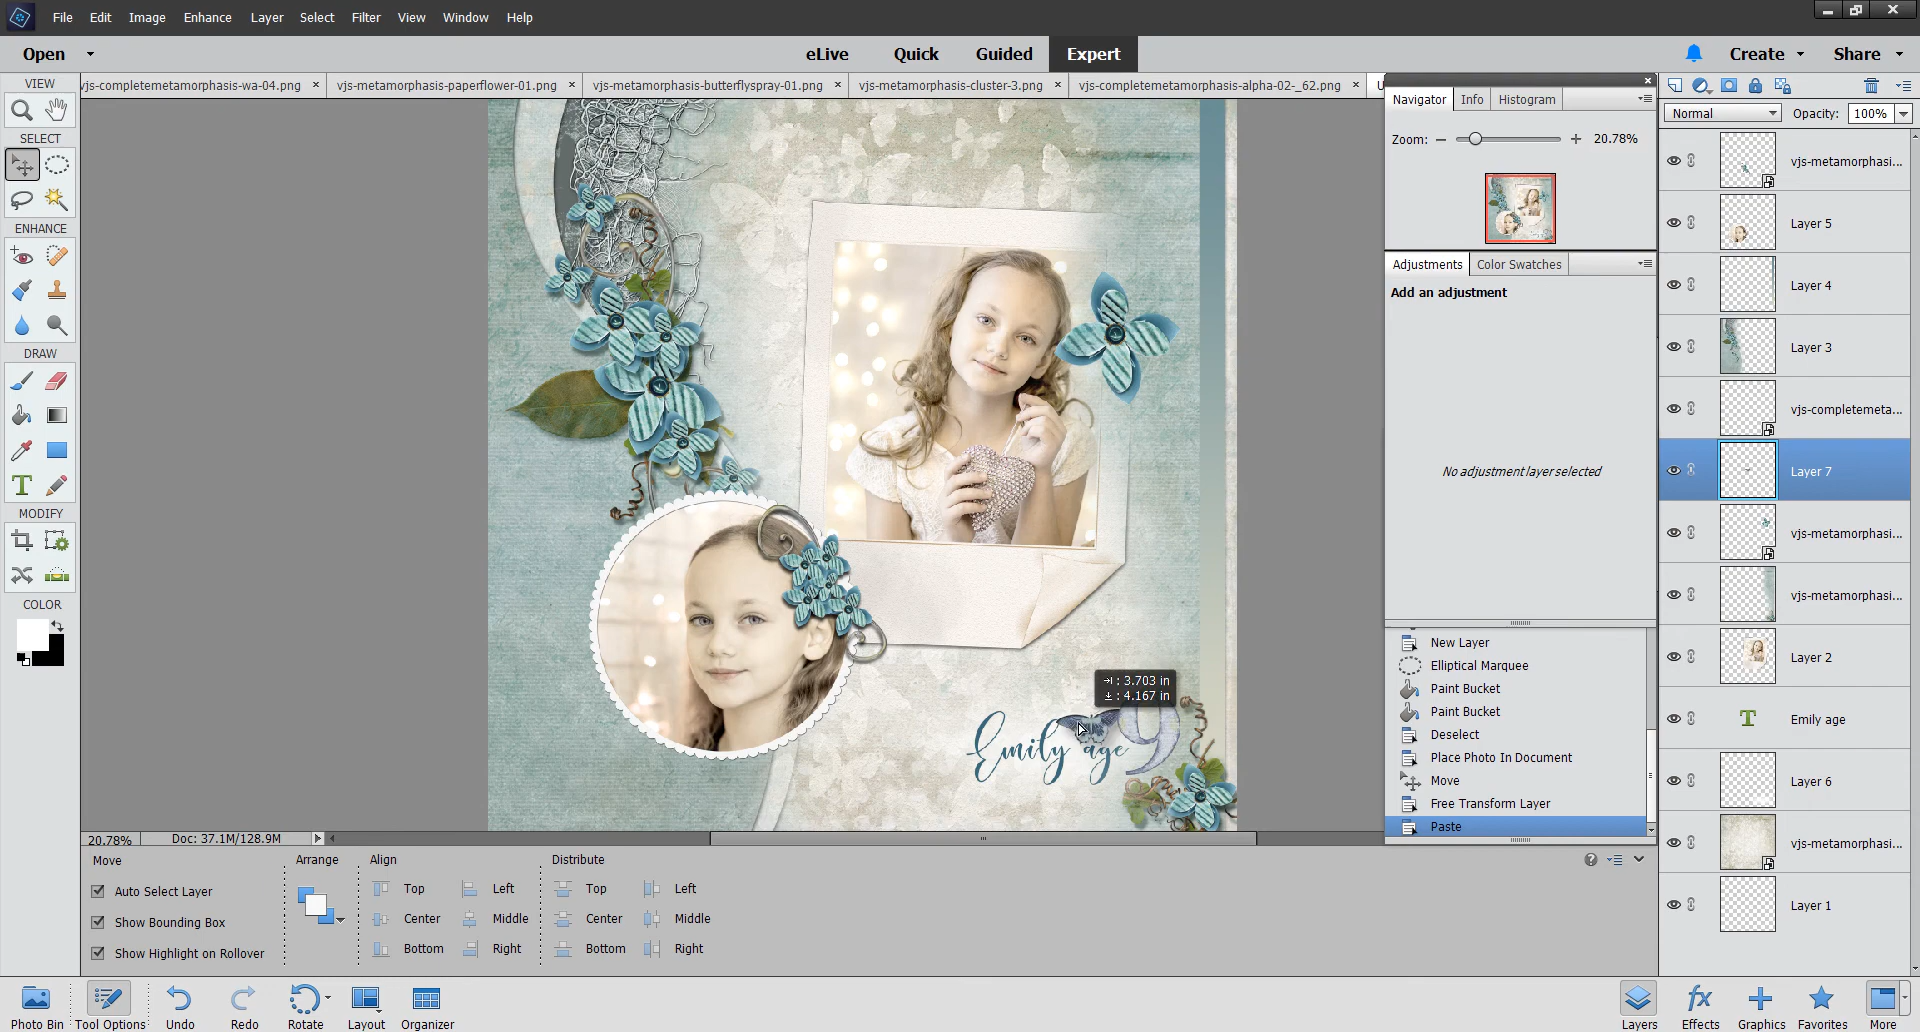 File Edit Image Enhance Layer Select Filter View Window Help
Open eLive Quick Guided Expert Create Share
vjs-completemetamorphasis-wa-04.png × vjs-metamorphasis-paperflower-01.png × vjs-metamorphasis-butterflyspray-01.png × vjs-metamorphasis-cluster-3.png × vjs-completemetamorphasis-alpha-02-_62.png ×
VIEW
SELECT
ENHANCE
DRAW
MODIFY
COLOR
Emily age 9
: 3.703 in
: 4.167 in
Navigator Info Histogram
Zoom: 20.78%
Adjustments Color Swatches
Add an adjustment
No adjustment layer selected
New Layer
Elliptical Marquee
Paint Bucket
Paint Bucket
Deselect
Place Photo In Document
Move
Free Transform Layer
Paste
Normal Opacity: 100%
vjs-metamorphasi...
Layer 5
Layer 4
Layer 3
vjs-completemeta...
Layer 7
vjs-metamorphasi...
vjs-metamorphasi...
Layer 2
T Emily age
Layer 6
vjs-metamorphasi...
Layer 1
20.78% Doc: 37.1M/128.9M
Move Arrange Align Distribute
Auto Select Layer Top Left Top Left
Show Bounding Box Center Middle Center Middle
Show Highlight on Rollover Bottom Right Bottom Right
Photo Bin Tool Options Undo Redo Rotate Layout Organizer
Layers Effects Graphics Favorites More